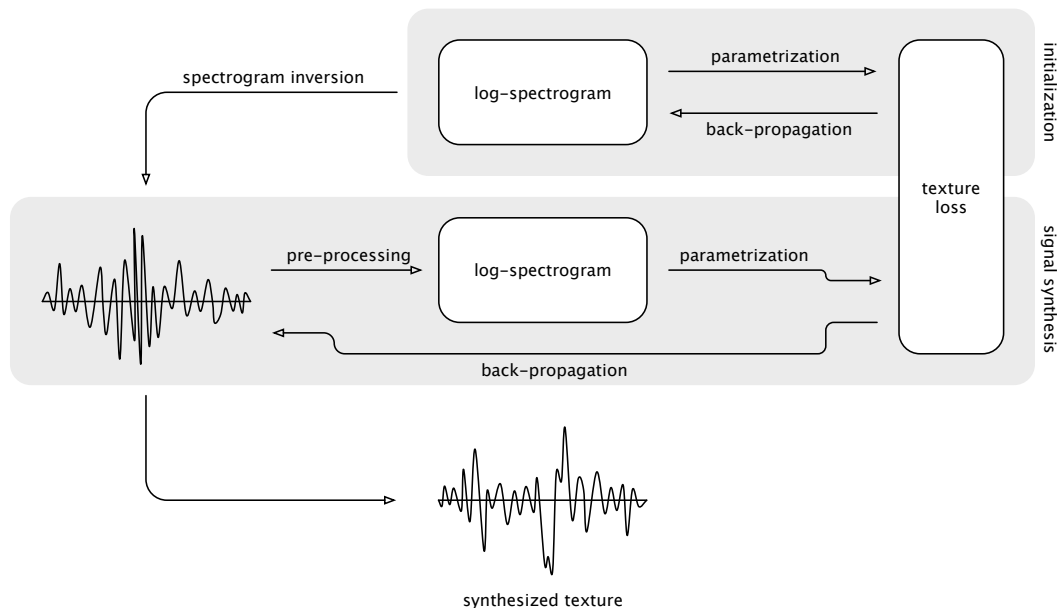 parametrization
initialization
spectrogram inversion
log-spectrogram
back-propagation
texture
loss
pre-processing
log-spectrogram
parametrization
signal synthesis
back-propagation
synthesized texture